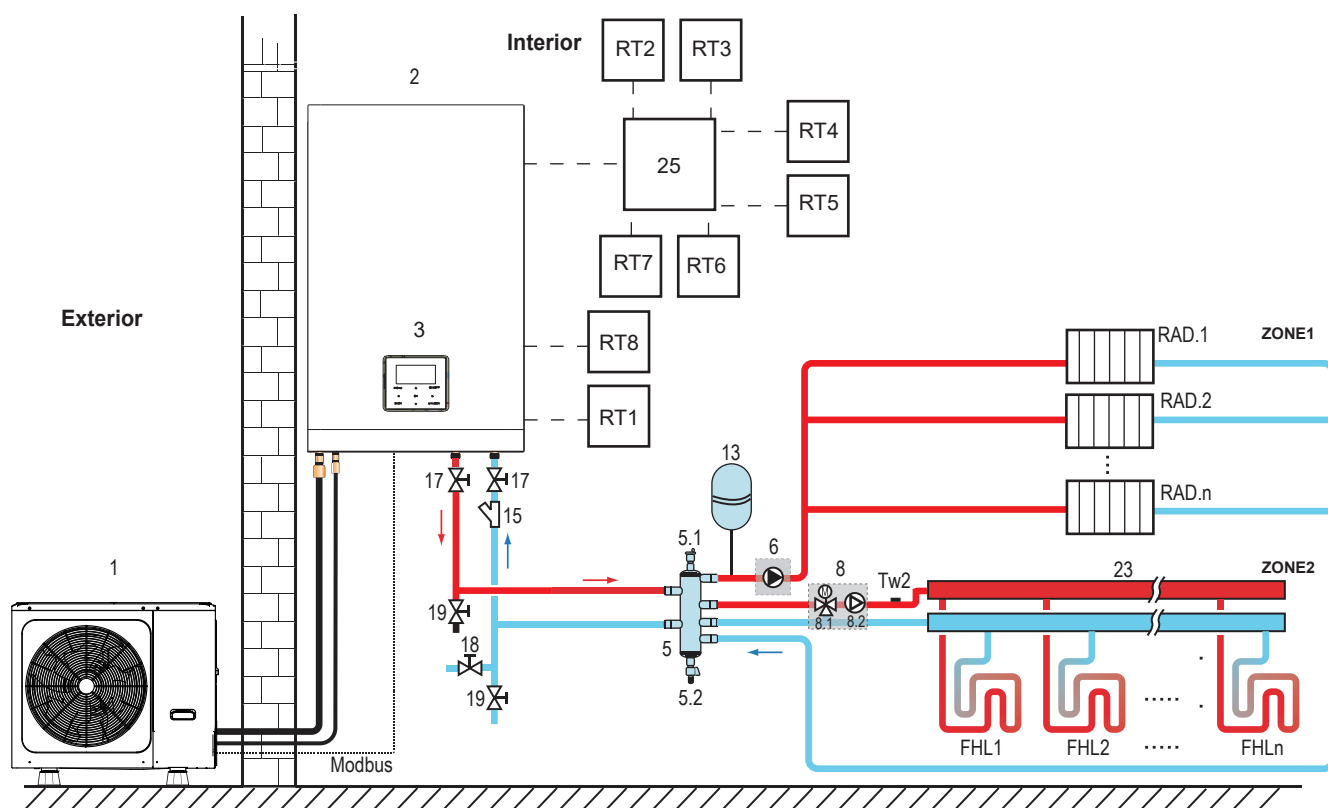 Interior
RT2
RT3
2
RT4
25
RT5
RT7
RT6
Exterior
3
RT8
RT1
RAD.1
ZONE1
RAD.2
13
17
17
RAD.n
15
5.1
6
1
8
Tw2
23
ZONE2
M
19
8.1
8.2
18
5
19
5.2
FHL1
FHL2
FHLn
Modbus